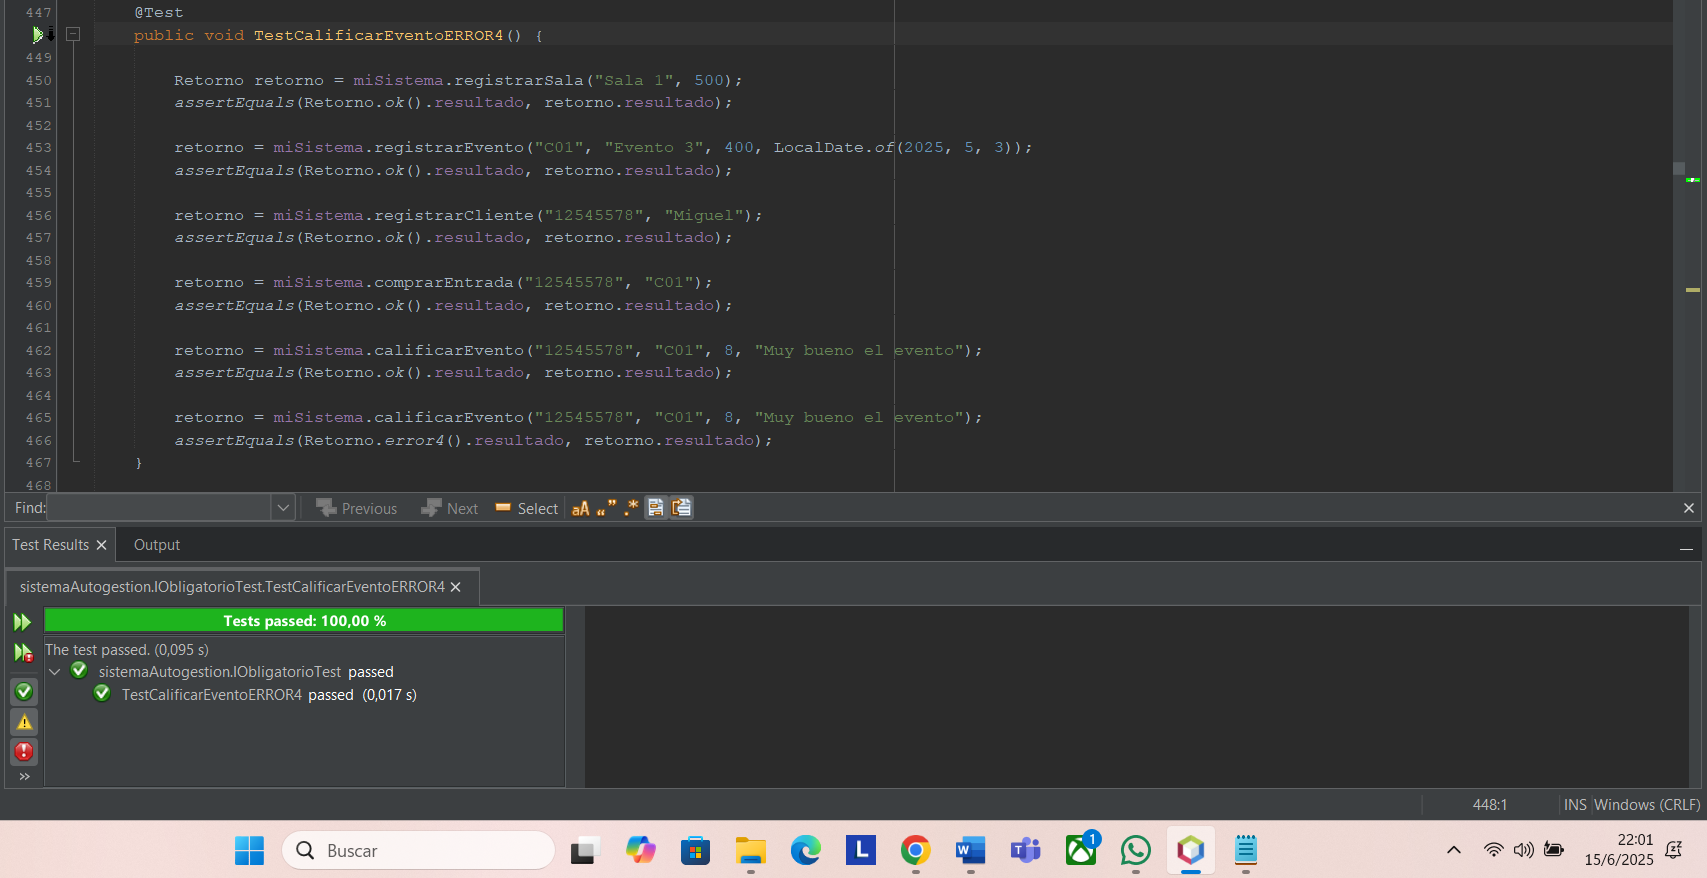 447 @Test
public void TestCalificarEventoERROR4() {
449
450 Retorno retorno = miSistema.registrarSala("Sala 1", 500);
451 assertEquals(Retorno.ok().resultado, retorno.resultado);
452
453 retorno = miSistema.registrarEvento("C01", "Evento 3", 400, LocalDate.of(2025, 5, 3));
454 assertEquals(Retorno.ok().resultado, retorno.resultado);
455
456 retorno = miSistema.registrarCliente("12545578", "Miguel");
457 assertEquals(Retorno.ok().resultado, retorno.resultado);
458
459 retorno = miSistema.comprarEntrada("12545578", "C01");
460 assertEquals(Retorno.ok().resultado, retorno.resultado);
461
462 retorno = miSistema.calificarEvento("12545578", "C01", 8, "Muy bueno el evento");
463 assertEquals(Retorno.ok().resultado, retorno.resultado);
464
465 retorno = miSistema.calificarEvento("12545578", "C01", 8, "Muy bueno el evento");
466 assertEquals(Retorno.error4().resultado, retorno.resultado);
467 }
468
Find: Previous Next Select aA “” .*
Test Results Output
sistemaAutogestion.IObligatorioTest.TestCalificarEventoERROR4
Tests passed: 100,00 %
The test passed. (0,095 s)
sistemaAutogestion.IObligatorioTest passed
TestCalificarEventoERROR4 passed (0,017 s)
448:1 INS Windows (CRLF)
Buscar L W T 1 22:01
15/6/2025